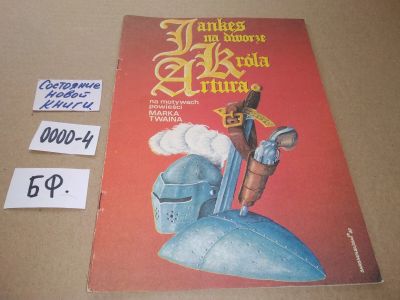 Jankes
na dworze
Króla
Artura
na motywach
powieści
MARKA
TWAINA
Состояние
новой
книги.
0000-4
БФ.